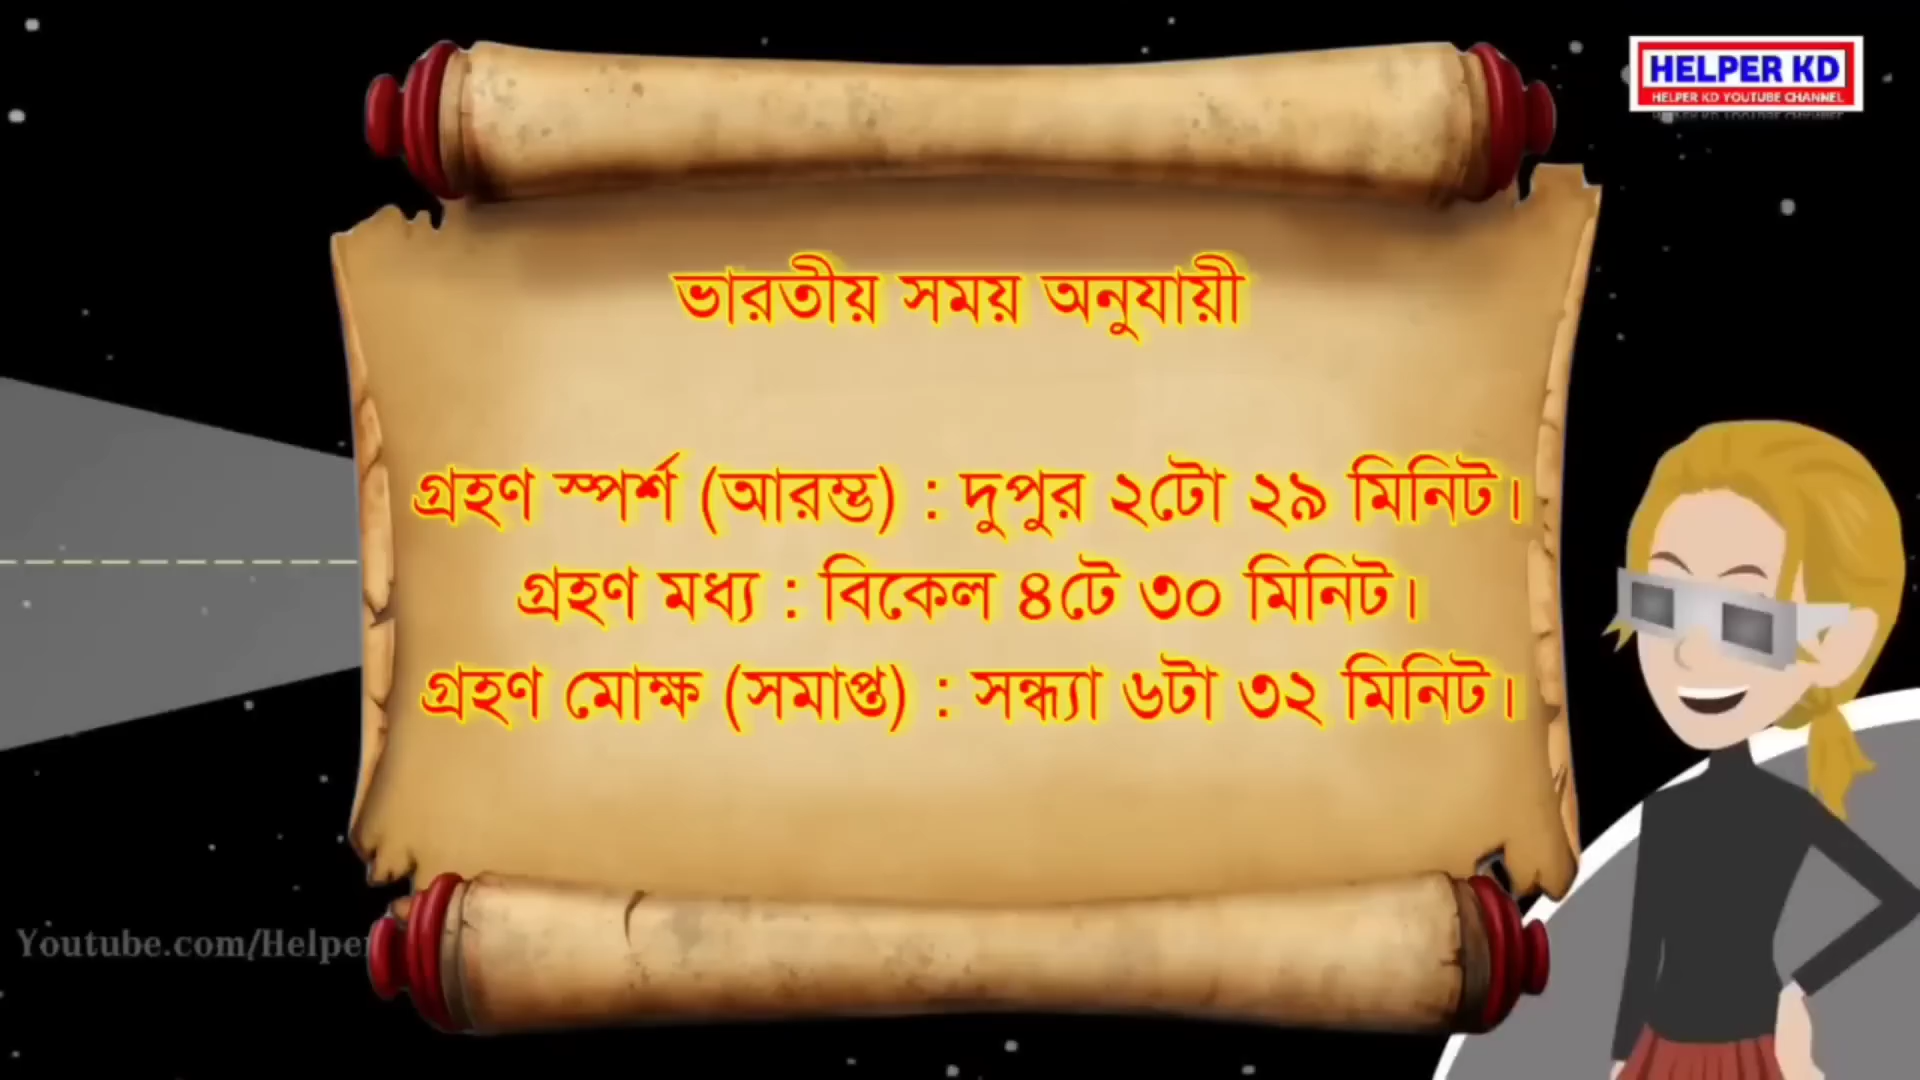 HELPER KD
HELPER KD YOUTUBE CHANNEL
ভারতীয় সময় অনুযায়ী
গ্রহণ স্পর্শ (আরম্ভ) : দুপুর ২টো ২৯ মিনিট।
গ্রহণ মধ্য : বিকেল ৪টে ৩০ মিনিট।
গ্রহণ মোক্ষ (সমাপ্ত) : সন্ধ্যা ৬টা ৩২ মিনিট।
Youtube.com/Helper